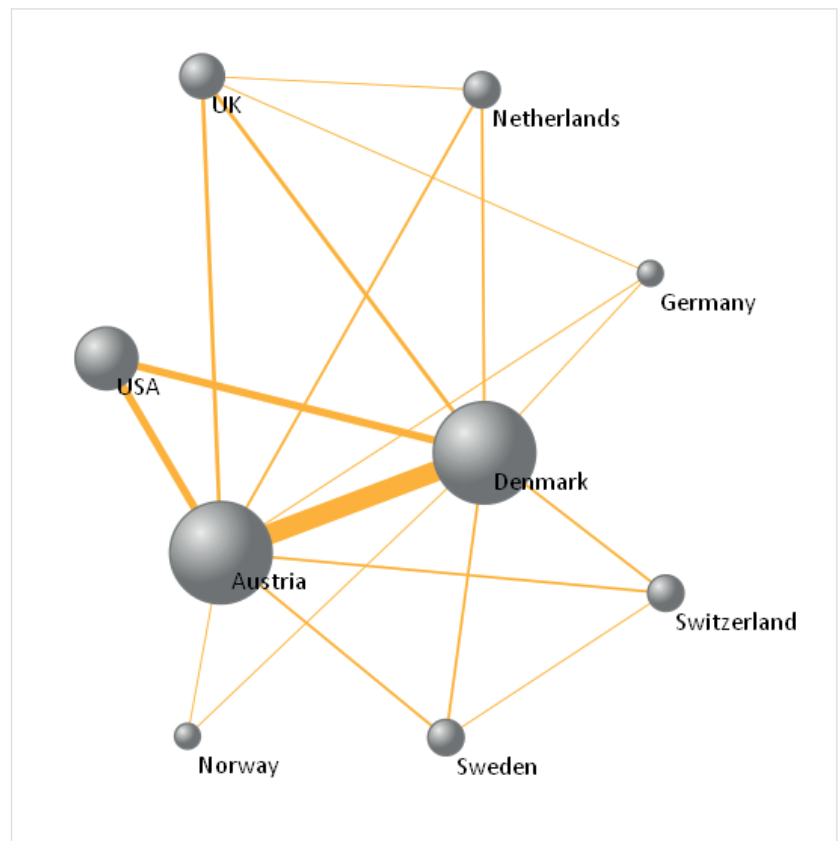 UK
Netherlands
Germany
USA
Denmark
Austria
Switzerland
Norway
Sweden